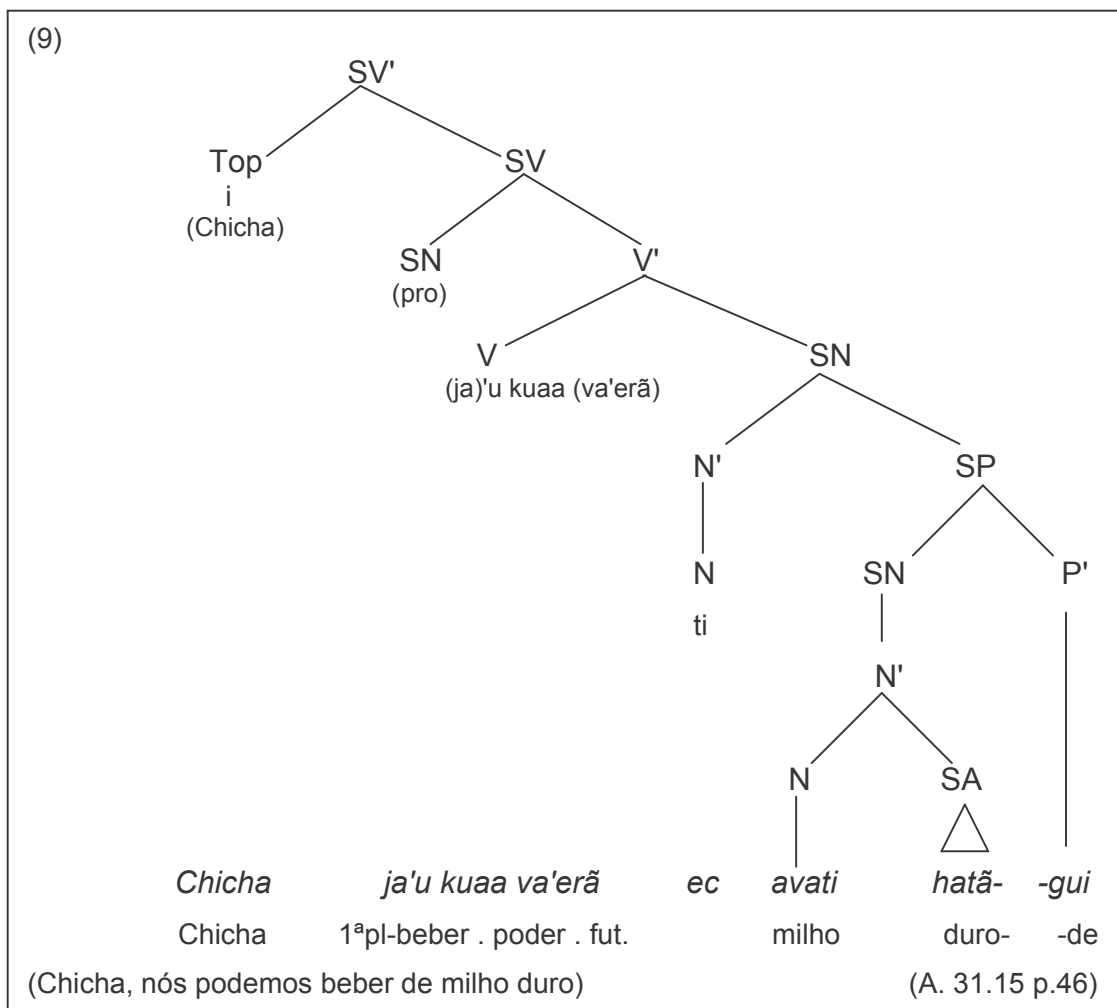 (9)
SV'
Top SV
i
(Chicha)
SN V'
(pro)
V SN
(ja)'u kuaa (va'erã)
N' SP
N SN P'
ti
N'
N SA
Chicha ja'u kuaa va'erã ec avati hatã- -gui
Chicha 1ªpl-beber . poder . fut. milho duro- -de
(Chicha, nós podemos beber de milho duro) (A. 31.15 p.46)